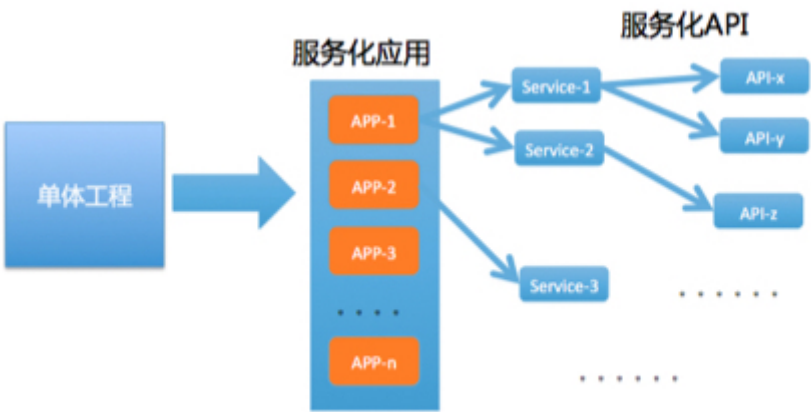 服务化API
服务化应用
单体工程
APP-1
APP-2
APP-3
. . . .
APP-n
Service-1
Service-2
Service-3
API-x
API-y
API-z
. . . . . .
. . . . . .